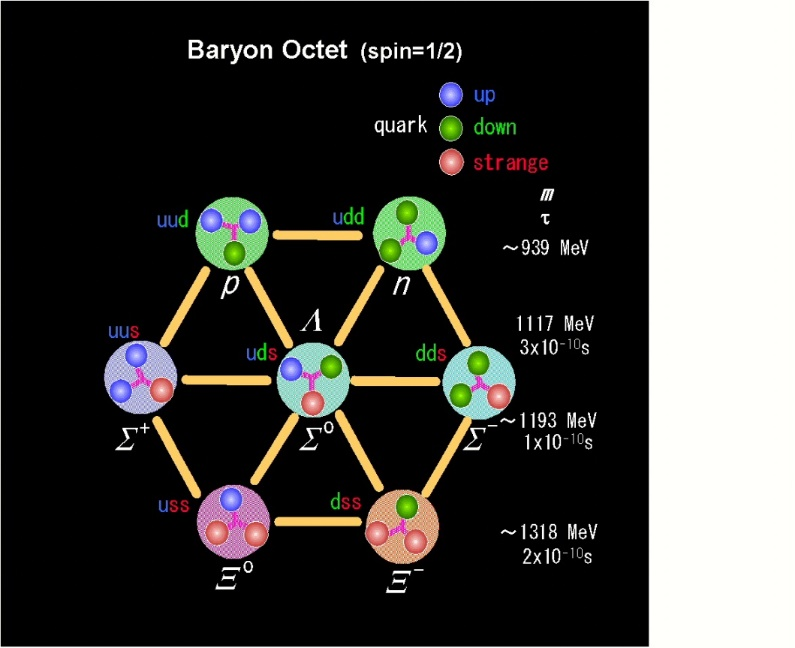 Baryon Octet (spin=1/2)
up
quark
down
strange
m
τ
uud
udd
~939 MeV
p
n
Λ
1117 MeV
3x10⁻¹⁰s
uus
uds
dds
Σ⁺
Σ⁰
Σ⁻
~1193 MeV
1x10⁻¹⁰s
uss
dss
~1318 MeV
2x10⁻¹⁰s
Ξ⁰
Ξ⁻